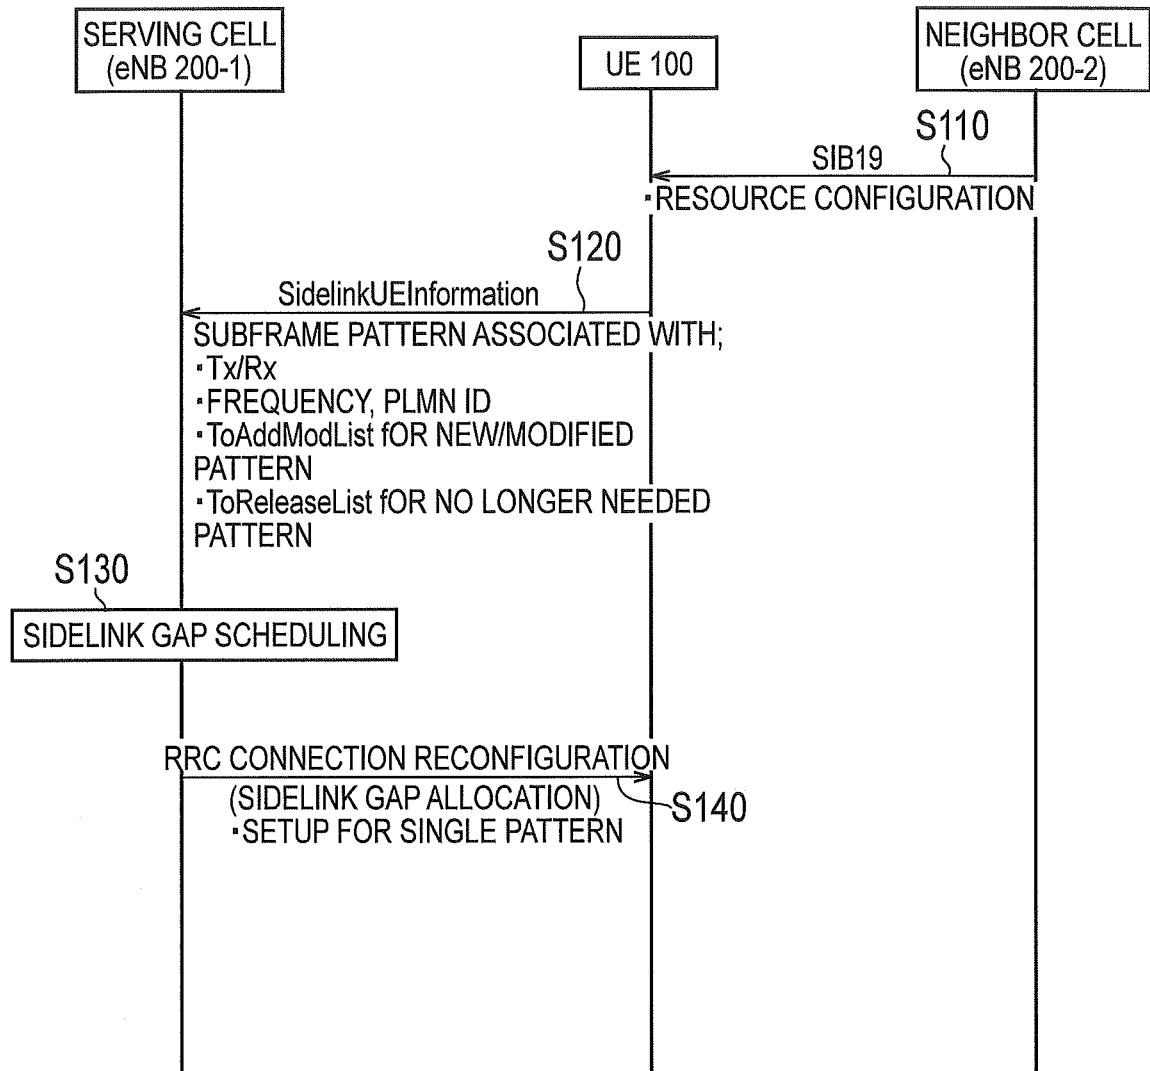 SERVING CELL
(eNB 200-1)
UE 100
NEIGHBOR CELL
(eNB 200-2)
S110
SIB19
▪RESOURCE CONFIGURATION
S120
SidelinkUEInformation
SUBFRAME PATTERN ASSOCIATED WITH;
▪Tx/Rx
▪FREQUENCY, PLMN ID
▪ToAddModList fOR NEW/MODIFIED
PATTERN
▪ToReleaseList fOR NO LONGER NEEDED
PATTERN
S130
SIDELINK GAP SCHEDULING
RRC CONNECTION RECONFIGURATION
(SIDELINK GAP ALLOCATION)
S140
▪SETUP FOR SINGLE PATTERN